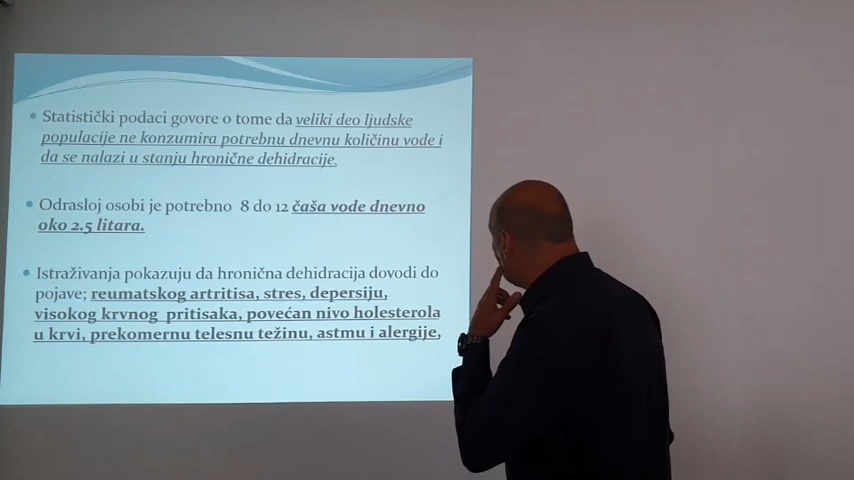 Statistički podaci govore o tome da veliki deo ljudske
populacije ne konzumira potrebnu dnevnu količinu vode i
da se nalazi u stanju hronične dehidracije.
Odrasloj osobi je potrebno 8 do 12 čaša vode dnevno
oko 2.5 litara.
Istraživanja pokazuju da hronična dehidracija dovodi do
pojave; reumatskog artritisa, stres, depersiju,
visokog krvnog pritisaka, povećan nivo holesterola
u krvi, prekomernu telesnu težinu, astmu i alergije,